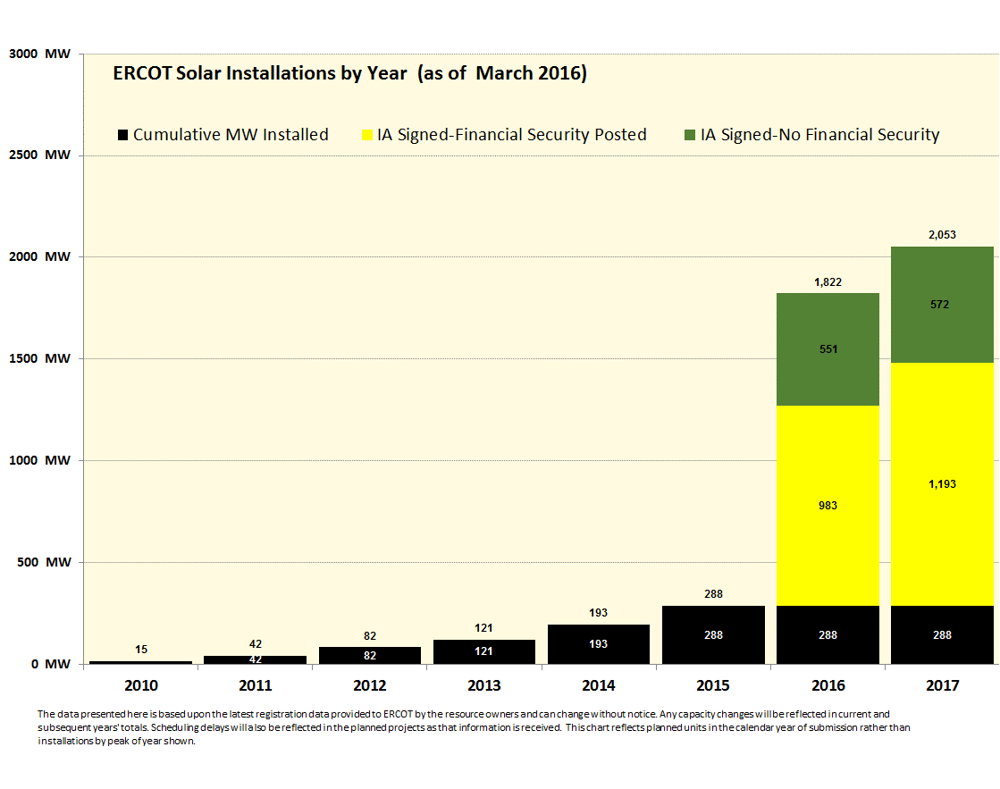 3000 MW
ERCOT Solar Installations by Year (as of March 2016)
Cumulative MW Installed IA Signed-Financial Security Posted IA Signed-No Financial Security
2500 MW
2,053
2000 MW
1,822
572
551
1500 MW
1,193
1000 MW
983
500 MW
288
193
288 288 288
193
121
121
82
82
42
42
15
0 MW
2010 2011 2012 2013 2014 2015 2016 2017
The data presented here is based upon the latest registration data provided to ERCOT by the resource owners and can change without notice. Any capacity changes will be reflected in current and
subsequent years' totals. Scheduling delays will also be reflected in the planned projects as that information is received. This chart reflects planned units in the calendar year of submission rather than
installations by peak of year shown.